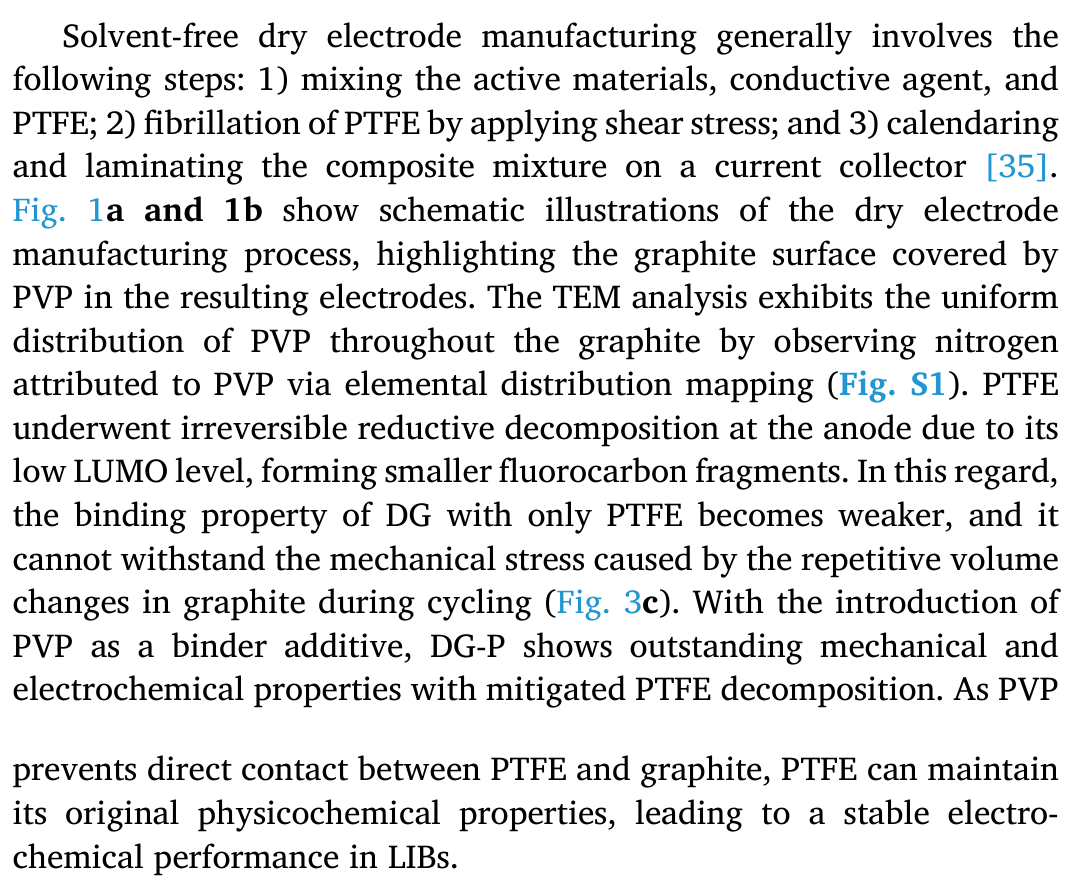 Solvent-free dry electrode manufacturing generally involves the
following steps: 1) mixing the active materials, conductive agent, and
PTFE; 2) fibrillation of PTFE by applying shear stress; and 3) calendaring
and laminating the composite mixture on a current collector [35].
Fig. 1a and 1b show schematic illustrations of the dry electrode
manufacturing process, highlighting the graphite surface covered by
PVP in the resulting electrodes. The TEM analysis exhibits the uniform
distribution of PVP throughout the graphite by observing nitrogen
attributed to PVP via elemental distribution mapping (Fig. S1). PTFE
underwent irreversible reductive decomposition at the anode due to its
low LUMO level, forming smaller fluorocarbon fragments. In this regard,
the binding property of DG with only PTFE becomes weaker, and it
cannot withstand the mechanical stress caused by the repetitive volume
changes in graphite during cycling (Fig. 3c). With the introduction of
PVP as a binder additive, DG-P shows outstanding mechanical and
electrochemical properties with mitigated PTFE decomposition. As PVP
prevents direct contact between PTFE and graphite, PTFE can maintain
its original physicochemical properties, leading to a stable electro-
chemical performance in LIBs.